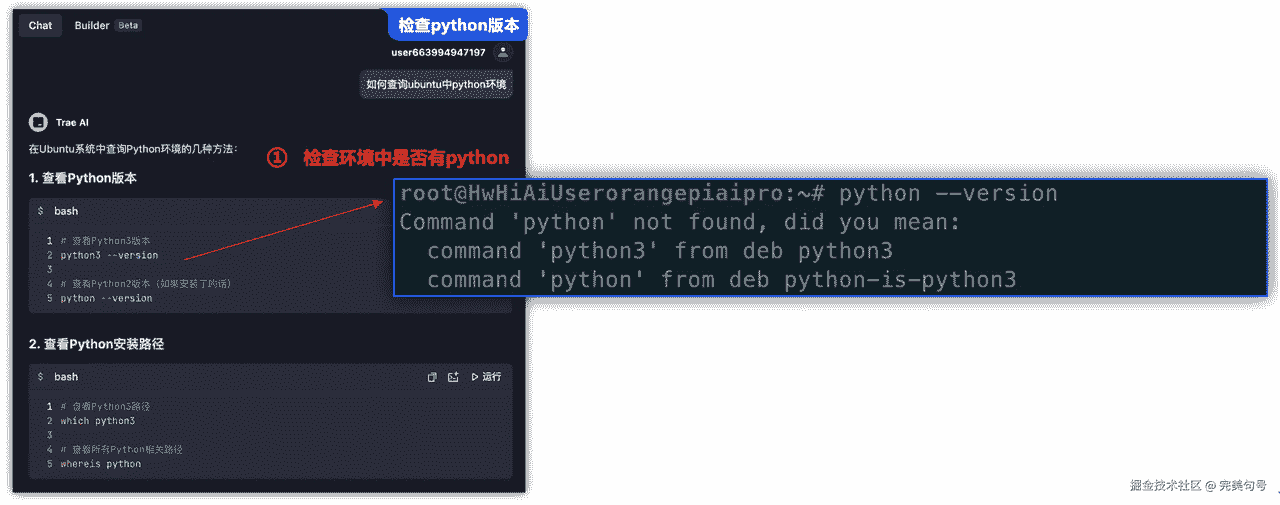 Chat Builder Beta
检查python版本
user663994947197
如何查询ubuntu中python环境
Trae AI
在Ubuntu系统中查询Python环境的几种方法：
① 检查环境中是否有python
1. 查看Python版本
$ bash
1 # 查看Python3版本
2 python3 --version
3
4 # 查看Python2版本（如果安装了的话）
5 python --version
root@HwHiAiUserorangepiaipro:~# python --version
Command 'python' not found, did you mean:
command 'python3' from deb python3
command 'python' from deb python-is-python3
2. 查看Python安装路径
$ bash 运行
1 # 查看Python3路径
2 which python3
3
4 # 查看所有Python相关路径
5 whereis python
掘金技术社区 @ 完美句号